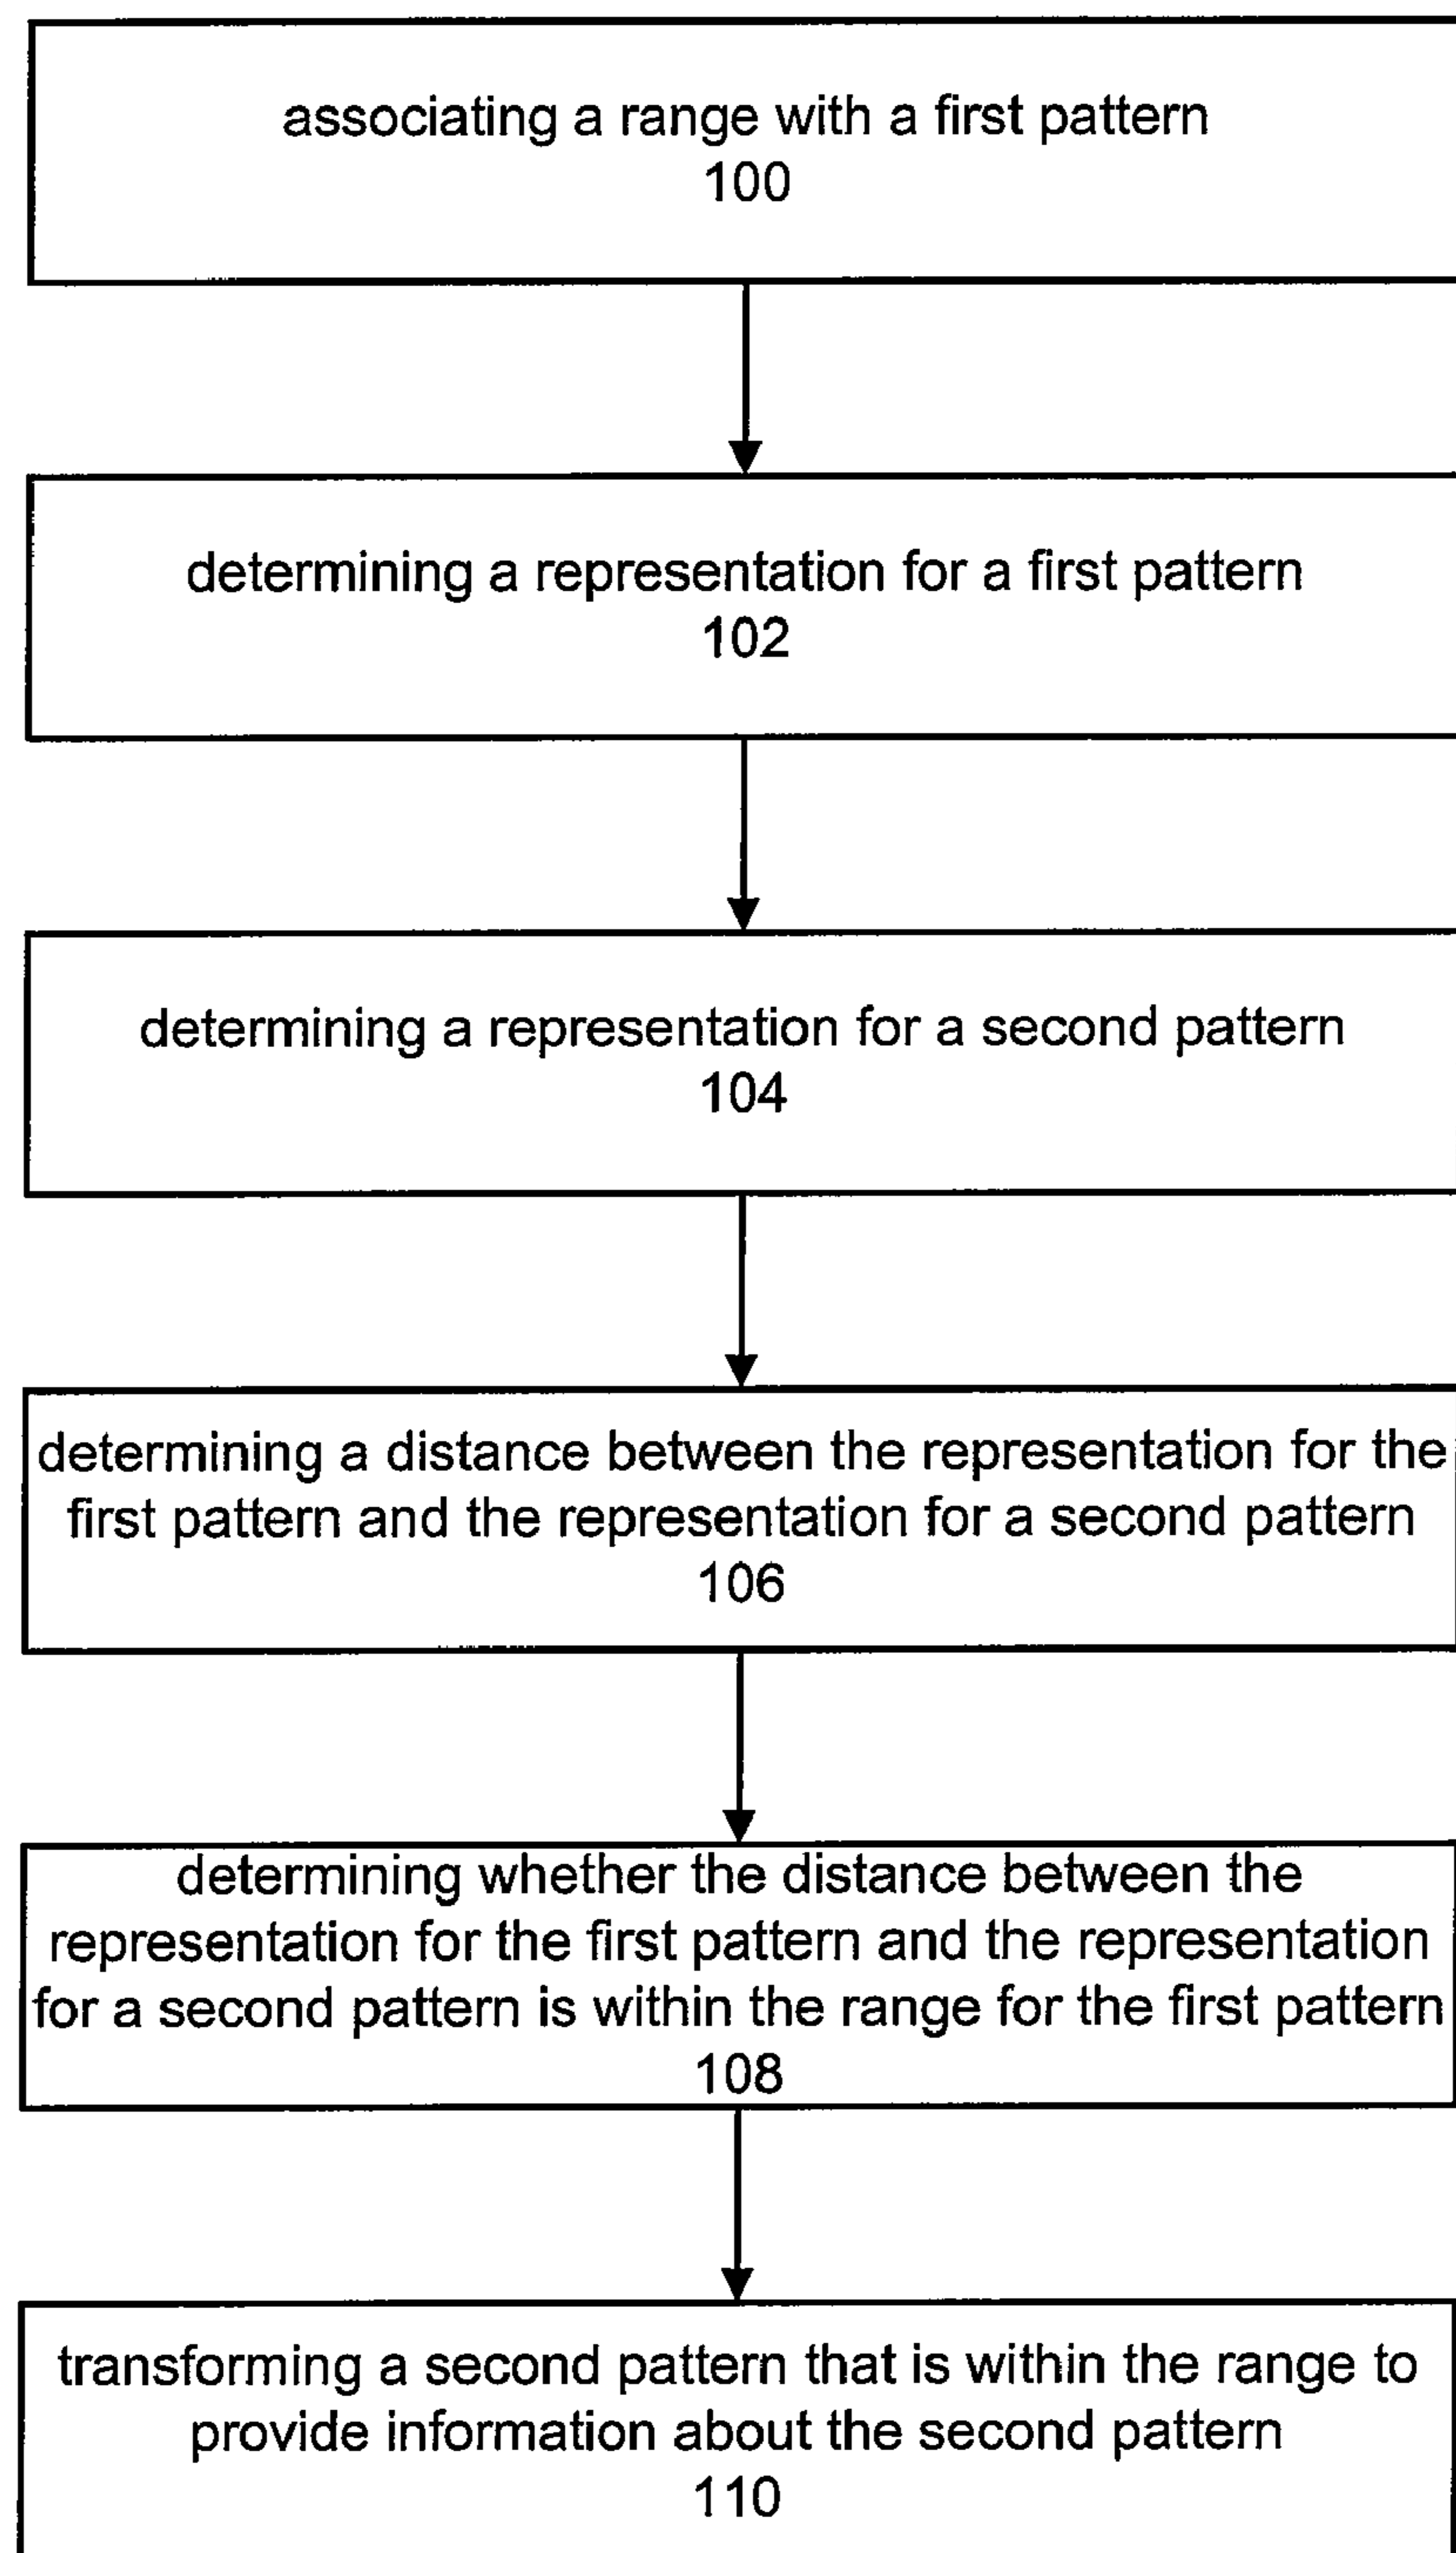 associating a range with a first pattern
100
determining a representation for a first pattern
102
determining a representation for a second pattern
104
determining a distance between the representation for the
first pattern and the representation for a second pattern
106
determining whether the distance between the
representation for the first pattern and the representation
for a second pattern is within the range for the first pattern
108
transforming a second pattern that is within the range to
provide information about the second pattern
110